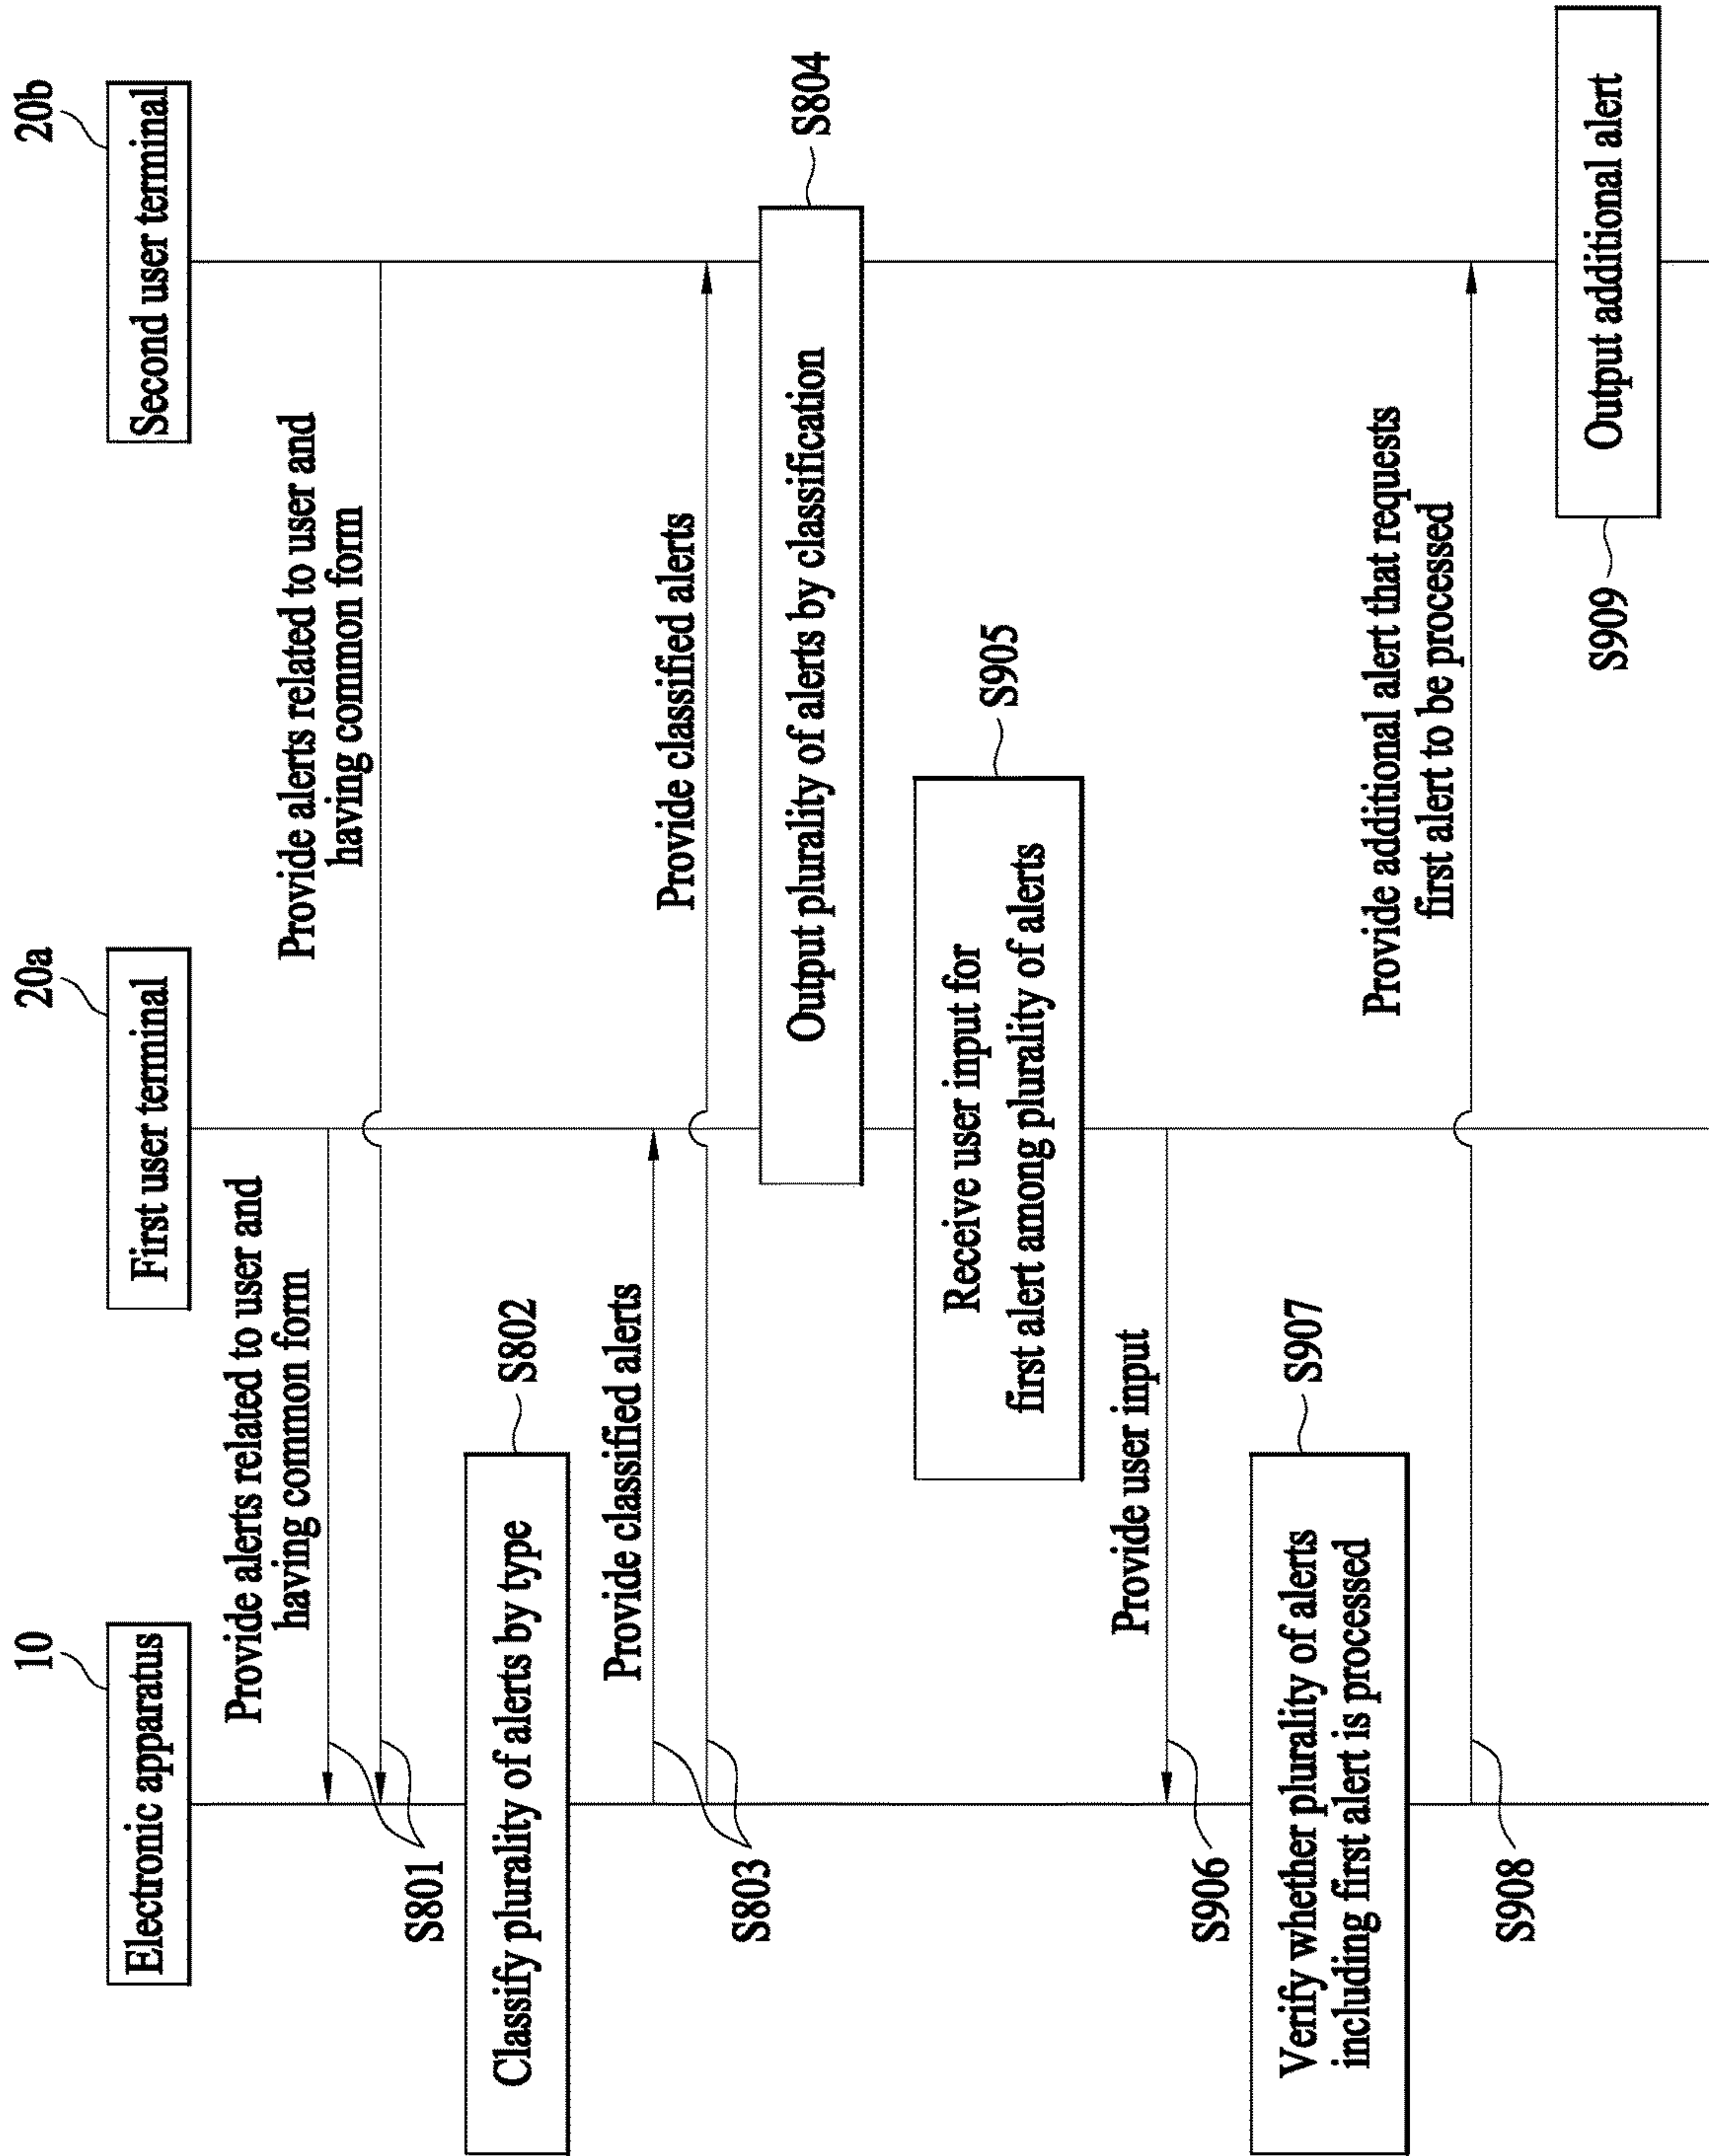 10
Electronic apparatus
20a
First user terminal
20b
Second user terminal
Provide alerts related to user and
having common form
Provide alerts related to user and
having common form
S801
Classify plurality of alerts by type
S802
Provide classified alerts
Provide classified alerts
S803
Output plurality of alerts by classification
S804
Receive user input for
first alert among plurality of alerts
S905
Provide user input
S906
Verify whether plurality of alerts
including first alert is processed
S907
Provide additional alert that requests
first alert to be processed
S908
Output additional alert
S909